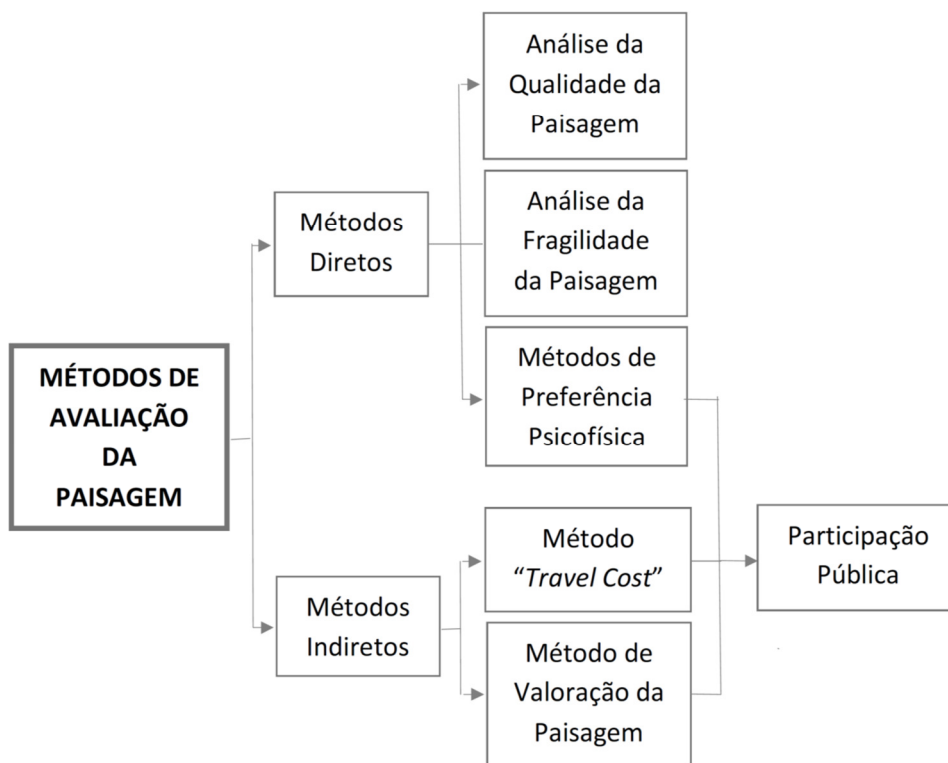 MÉTODOS DE
AVALIAÇÃO
DA
PAISAGEM
Métodos
Diretos
Análise da
Qualidade da
Paisagem
Análise da
Fragilidade
da Paisagem
Métodos de
Preferência
Psicofísica
Métodos
Indiretos
Método
“Travel Cost”
Método de
Valoração da
Paisagem
Participação
Pública